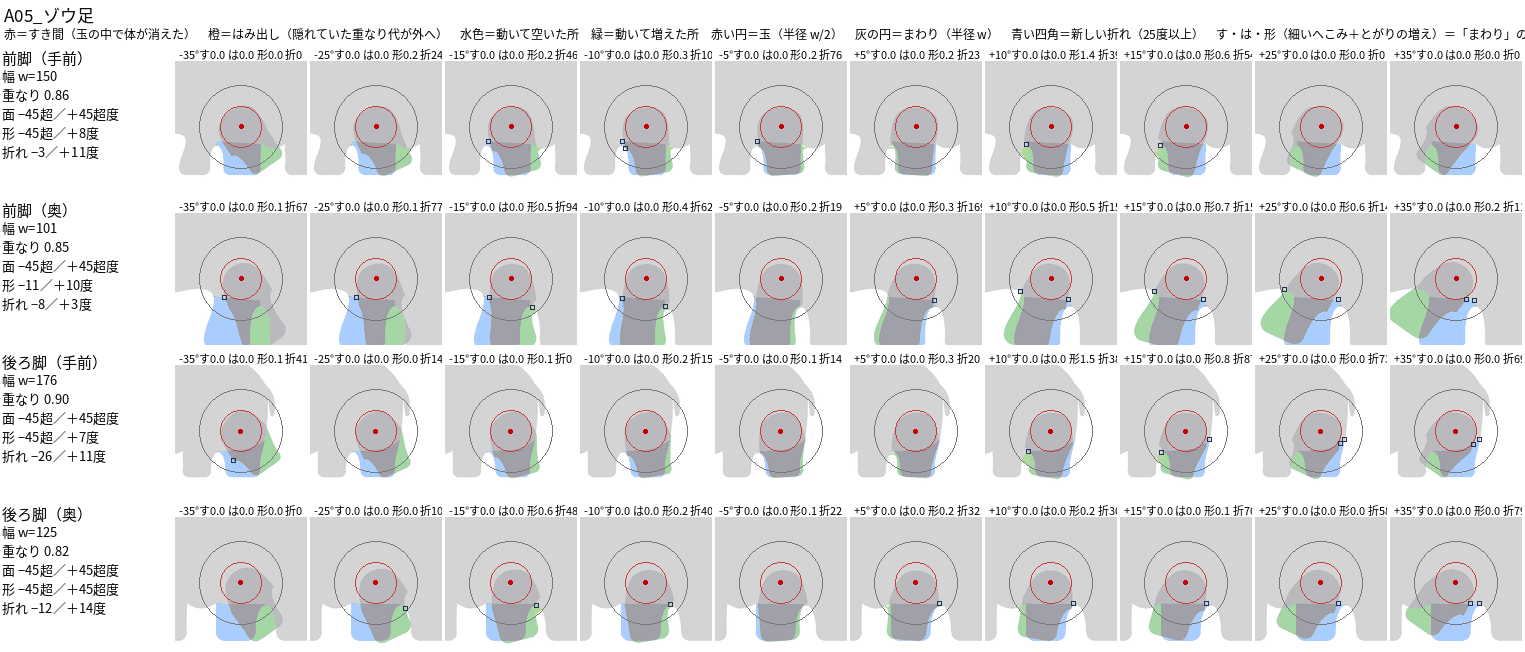 A05_ゾウ足
赤＝すき間（玉の中で体が消えた）　橙＝はみ出し（隠れていた重なり代が外へ）　水色＝動いて空いた所　緑＝動いて増えた所　赤い円＝玉（半径 w/2）　灰の円＝まわり（半径 w）　青い四角＝新しい折れ（25度以上）　す・は・形（細いへこみ＋とがりの増え）＝「まわり」の
前脚（手前）
幅 w=150
重なり 0.86
面 −45超／＋45超度
形 −45超／＋8度
折れ −3／＋11度
-35°す0.0 は0.0 形0.0 折0
-25°す0.0 は0.0 形0.0 折24
-15°す0.0 は0.0 形0.2 折46
-10°す0.0 は0.0 形0.3 折10
-5°す0.0 は0.0 形0.2 折76
+5°す0.0 は0.0 形0.2 折23
+10°す0.0 は0.0 形1.4 折39
+15°す0.0 は0.0 形0.6 折54
+25°す0.0 は0.0 形0.0 折0
+35°す0.0 は0.0 形0.0 折0
前脚（奥）
幅 w=101
重なり 0.85
面 −45超／＋45超度
形 −11／＋10度
折れ −8／＋3度
-35°す0.0 は0.0 形0.1 折67
-25°す0.0 は0.0 形0.1 折77
-15°す0.0 は0.0 形0.5 折94
-10°す0.0 は0.0 形0.4 折62
-5°す0.0 は0.0 形0.2 折19
+5°す0.0 は0.0 形0.3 折169
+10°す0.0 は0.0 形0.5 折15
+15°す0.0 は0.0 形0.7 折15
+25°す0.0 は0.0 形0.6 折14
+35°す0.0 は0.0 形0.2 折1
後ろ脚（手前）
幅 w=176
重なり 0.90
面 −45超／＋45超度
形 −45超／＋7度
折れ −26／＋11度
-35°す0.0 は0.0 形0.1 折41
-25°す0.0 は0.0 形0.0 折14
-15°す0.0 は0.0 形0.1 折0
-10°す0.0 は0.0 形0.2 折15
-5°す0.0 は0.0 形0.1 折14
+5°す0.0 は0.0 形0.3 折20
+10°す0.0 は0.0 形1.5 折38
+15°す0.0 は0.0 形0.8 折87
+25°す0.0 は0.0 形0.0 折7
+35°す0.0 は0.0 形0.0 折69
後ろ脚（奥）
幅 w=125
重なり 0.82
面 −45超／＋45超度
形 −45超／＋45超度
折れ −12／＋14度
-35°す0.0 は0.0 形0.0 折0
-25°す0.0 は0.0 形0.0 折10
-15°す0.0 は0.0 形0.6 折48
-10°す0.0 は0.0 形0.2 折40
-5°す0.0 は0.0 形0.1 折22
+5°す0.0 は0.0 形0.2 折32
+10°す0.0 は0.0 形0.2 折30
+15°す0.0 は0.0 形0.1 折70
+25°す0.0 は0.0 形0.0 折58
+35°す0.0 は0.0 形0.0 折79